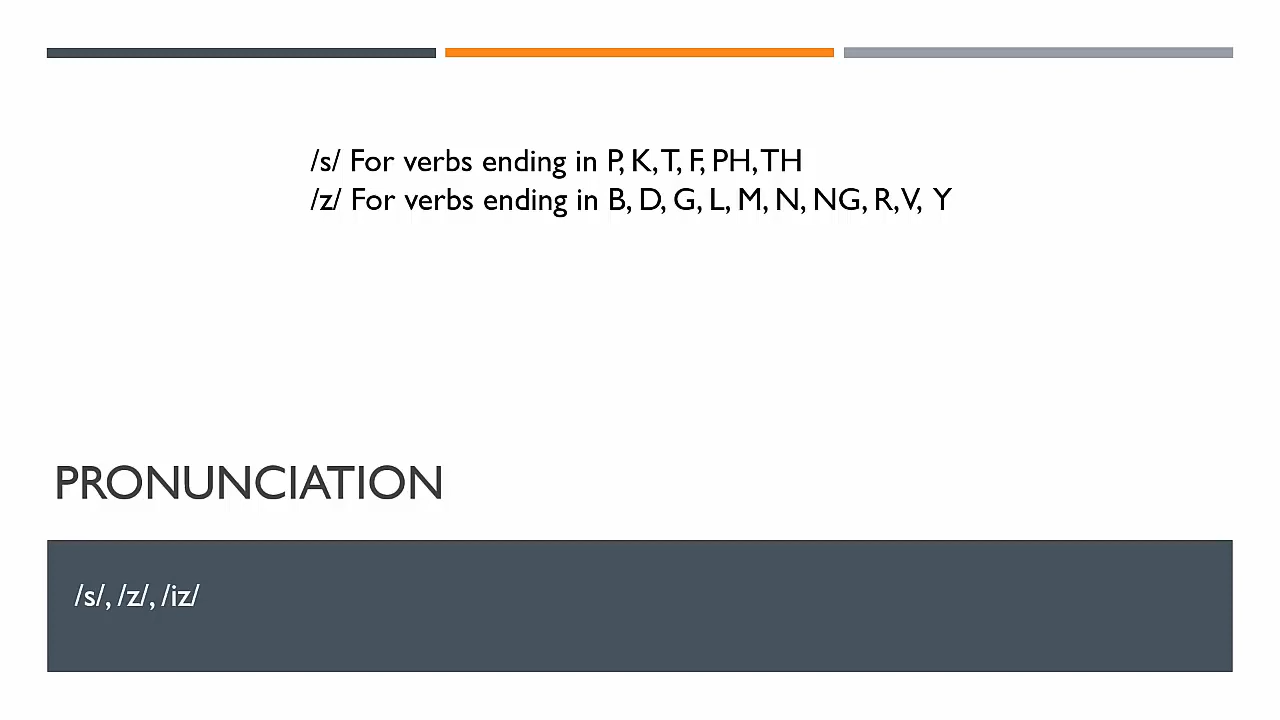 /s/ For verbs ending in P, K, T, F, PH, TH
/z/ For verbs ending in B, D, G, L, M, N, NG, R, V, Y
PRONUNCIATION
/s/, /z/, /iz/